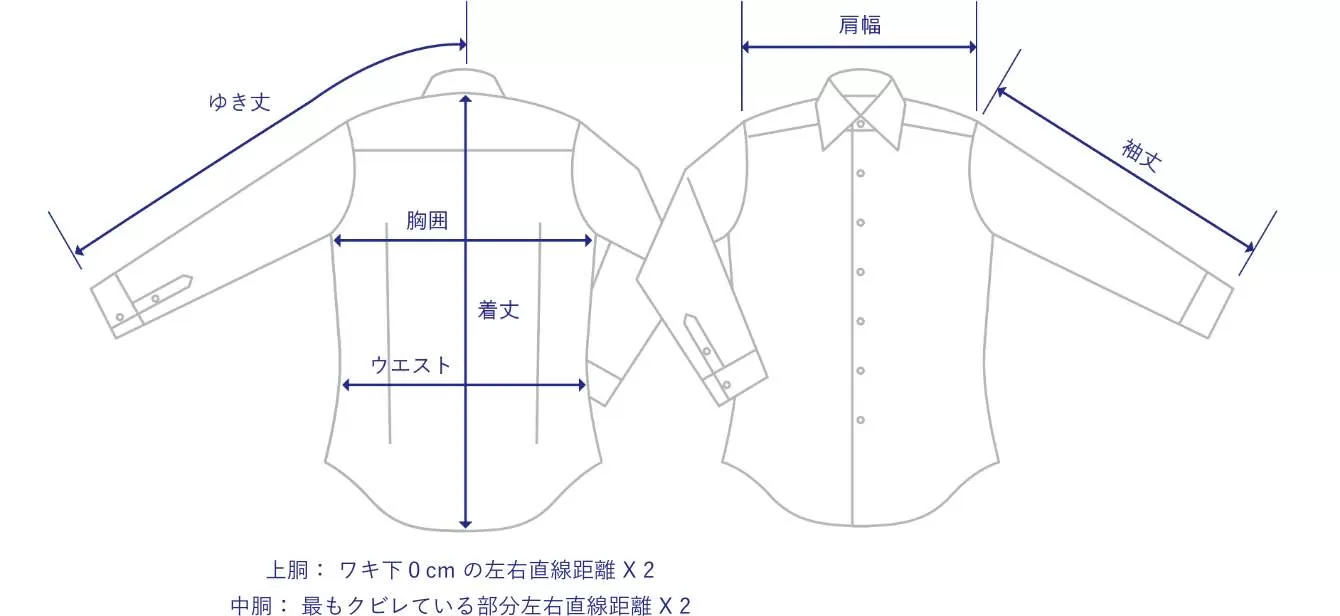 肩幅
ゆき丈
袖丈
胸囲
着丈
ウエスト
上胴： ワキ下0cm の左右直線距離 X 2
中胴： 最もクビレている部分左右直線距離 X 2